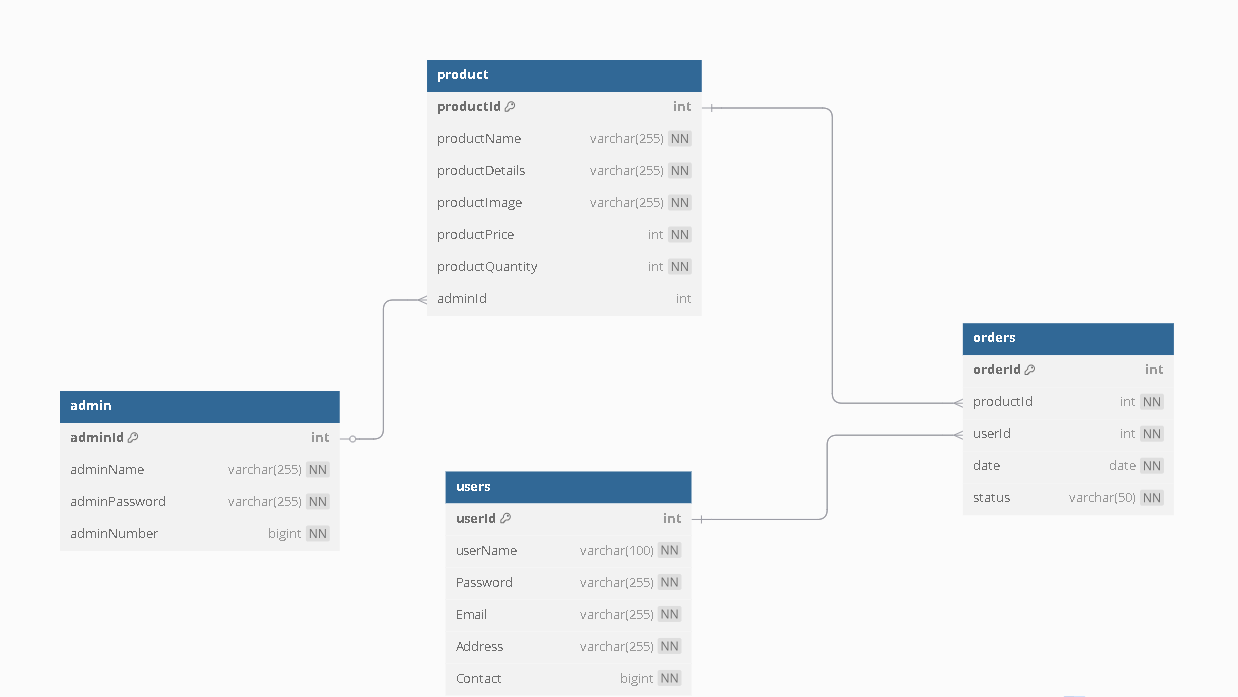 product
productId int
productName varchar(255) NN
productDetails varchar(255) NN
productImage varchar(255) NN
productPrice int NN
productQuantity int NN
adminId int
admin
adminId int
adminName varchar(255) NN
adminPassword varchar(255) NN
adminNumber bigint NN
users
userId int
userName varchar(100) NN
Password varchar(255) NN
Email varchar(255) NN
Address varchar(255) NN
Contact bigint NN
orders
orderId int
productId int NN
userId int NN
date date NN
status varchar(50) NN